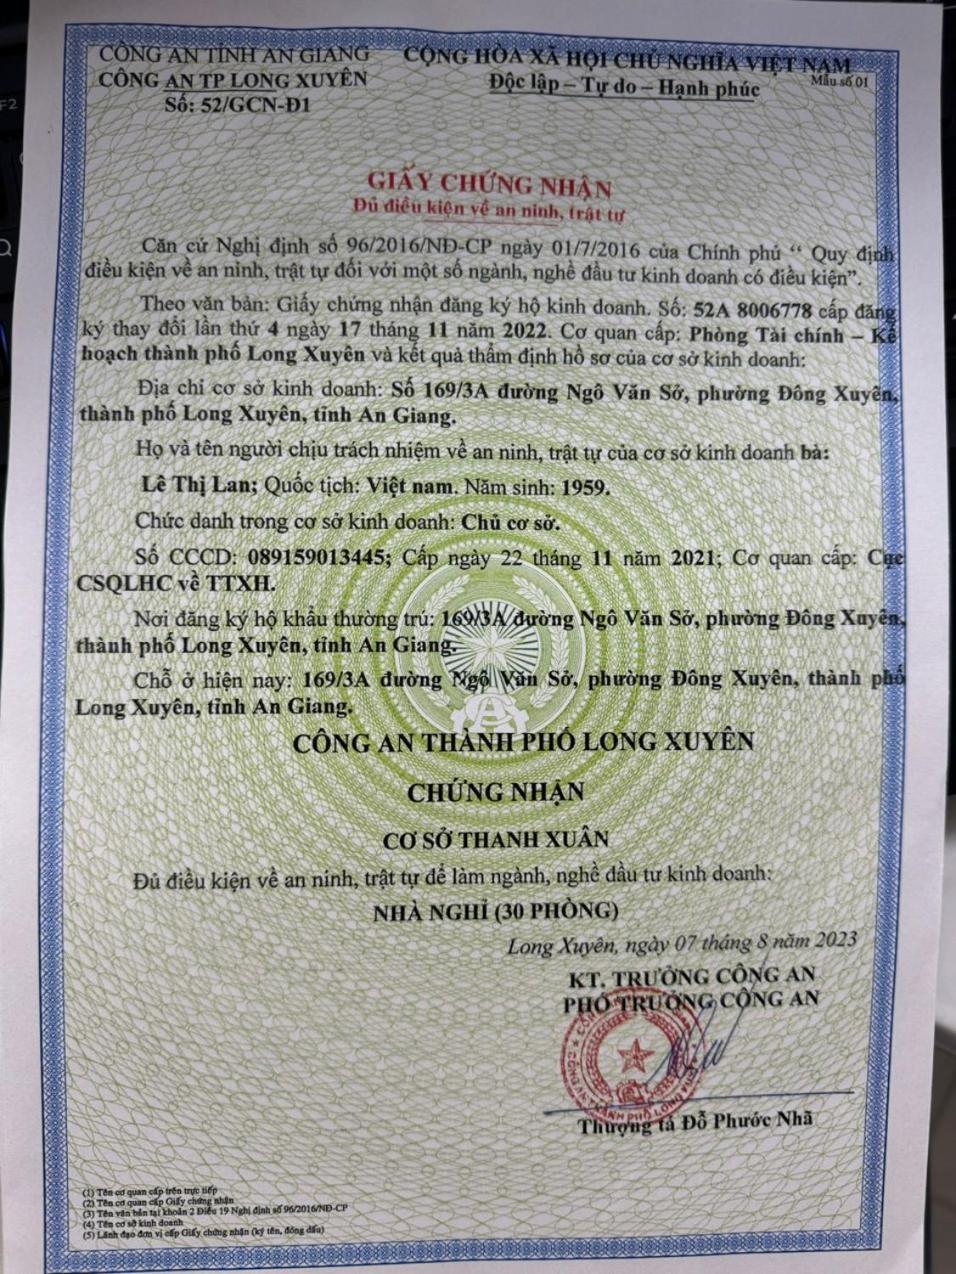 CÔNG AN TỈNH AN GIANG
CÔNG AN TP LONG XUYÊN
Số: 52/GCN-Đ1
CỘNG HÒA XÃ HỘI CHỦ NGHĨA VIỆT NAM
Mẫu số 01
Độc lập – Tự do – Hạnh phúc
GIẤY CHỨNG NHẬN
Đủ điều kiện về an ninh, trật tự
Căn cứ Nghị định số 96/2016/NĐ-CP ngày 01/7/2016 của Chính phủ “ Quy định
điều kiện về an ninh, trật tự đối với một số ngành, nghề đầu tư kinh doanh có điều kiện”.
Theo văn bản: Giấy chứng nhận đăng ký hộ kinh doanh. Số: 52A 8006778 cấp đăng
ký thay đổi lần thứ 4 ngày 17 tháng 11 năm 2022. Cơ quan cấp: Phòng Tài chính – Kế
hoạch thành phố Long Xuyên và kết quả thẩm định hồ sơ của cơ sở kinh doanh:
Địa chỉ cơ sở kinh doanh: Số 169/3A đường Ngô Văn Sở, phường Đông Xuyên,
thành phố Long Xuyên, tỉnh An Giang.
Họ và tên người chịu trách nhiệm về an ninh, trật tự của cơ sở kinh doanh bà:
Lê Thị Lan; Quốc tịch: Việt nam. Năm sinh: 1959.
Chức danh trong cơ sở kinh doanh: Chủ cơ sở.
Số CCCD: 089159013445; Cấp ngày 22 tháng 11 năm 2021; Cơ quan cấp: Cục
CSQLHC về TTXH.
Nơi đăng ký hộ khẩu thường trú: 169/3A đường Ngô Văn Sở, phường Đông Xuyên,
thành phố Long Xuyên, tỉnh An Giang.
Chỗ ở hiện nay: 169/3A đường Ngô Văn Sở, phường Đông Xuyên, thành phố
Long Xuyên, tỉnh An Giang.
CÔNG AN THÀNH PHỐ LONG XUYÊN
CHỨNG NHẬN
CƠ SỞ THANH XUÂN
Đủ điều kiện về an ninh, trật tự để làm ngành, nghề đầu tư kinh doanh:
NHÀ NGHỈ (30 PHÒNG)
Long Xuyên, ngày 07 tháng 8 năm 2023
KT. TRƯỞNG CÔNG AN
PHÓ TRƯỞNG CÔNG AN
Thượng tá Đỗ Phước Nhã
(1) Tên cơ quan cấp trên trực tiếp
(2) Tên cơ quan cấp Giấy chứng nhận
(3) Tên văn bản tại khoản 2 Điều 19 Nghị định số 96/2016/NĐ-CP
(4) Tên cơ sở kinh doanh
(5) Lãnh đạo đơn vị cấp Giấy chứng nhận (ký tên, đóng dấu)